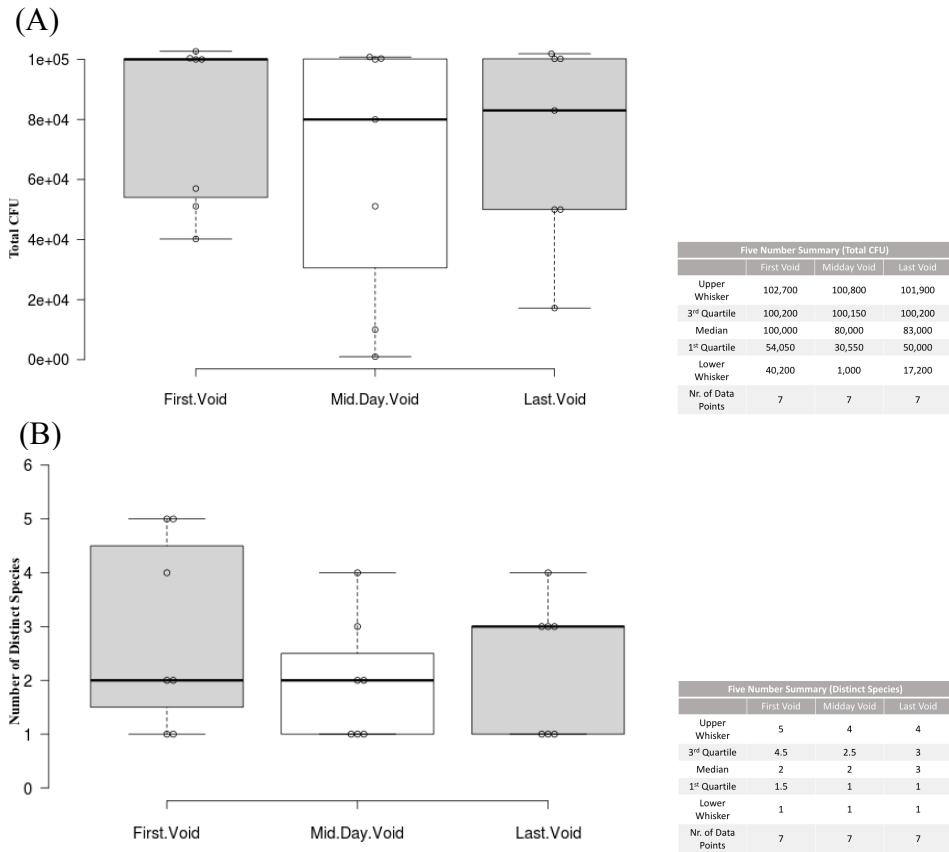 (A)
Total CFU
1e+05
8e+04
6e+04
4e+04
2e+04
0e+00
First.Void
Mid.Day.Void
Last.Void
Five Number Summary (Total CFU)
First Void Midday Void Last Void
Upper
Whisker 102,700 100,800 101,900
3rd Quartile 100,200 100,150 100,200
Median 100,000 80,000 83,000
1st Quartile 54,050 30,550 50,000
Lower
Whisker 40,200 1,000 17,200
Nr. of Data
Points 7 7 7
(B)
Number of Distinct Species
6
5
4
3
2
1
0
First.Void
Mid.Day.Void
Last.Void
Five Number Summary (Distinct Species)
First Void Midday Void Last Void
Upper
Whisker 5 4 4
3rd Quartile 4.5 2.5 3
Median 2 2 3
1st Quartile 1.5 1 1
Lower
Whisker 1 1 1
Nr. of Data
Points 7 7 7